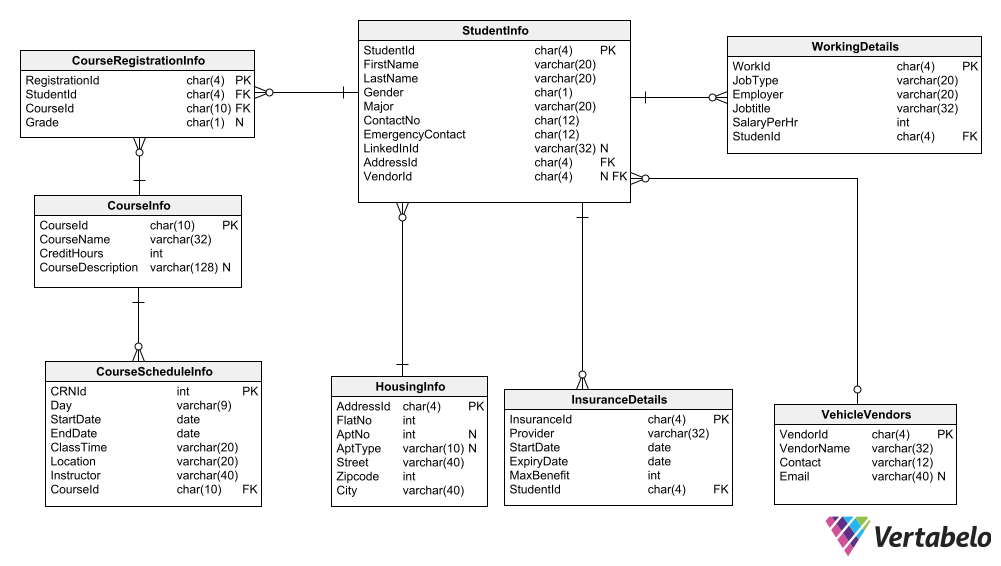 StudentInfo
StudentId char(4) PK
FirstName varchar(20)
LastName varchar(20)
Gender char(1)
Major varchar(20)
ContactNo char(12)
EmergencyContact char(12)
LinkedInId varchar(32) N
AddressId char(4) FK
VendorId char(4) N FK
CourseRegistrationInfo
RegistrationId char(4) PK
StudentId char(4) FK
CourseId char(10) FK
Grade char(1) N
WorkingDetails
WorkId char(4) PK
JobType varchar(20)
Employer varchar(20)
Jobtitle varchar(32)
SalaryPerHr int
StudenId char(4) FK
CourseInfo
CourseId char(10) PK
CourseName varchar(32)
CreditHours int
CourseDescription varchar(128) N
CourseScheduleInfo
CRNId int PK
Day varchar(9)
StartDate date
EndDate date
ClassTime varchar(20)
Location varchar(20)
Instructor varchar(40)
CourseId char(10) FK
HousingInfo
AddressId char(4) PK
FlatNo int
AptNo int N
AptType varchar(10) N
Street varchar(40)
Zipcode int
City varchar(40)
InsuranceDetails
InsuranceId char(4) PK
Provider varchar(32)
StartDate date
ExpiryDate date
MaxBenefit int
StudentId char(4) FK
VehicleVendors
VendorId char(4) PK
VendorName varchar(32)
Contact varchar(12)
Email varchar(40) N
Vertabelo